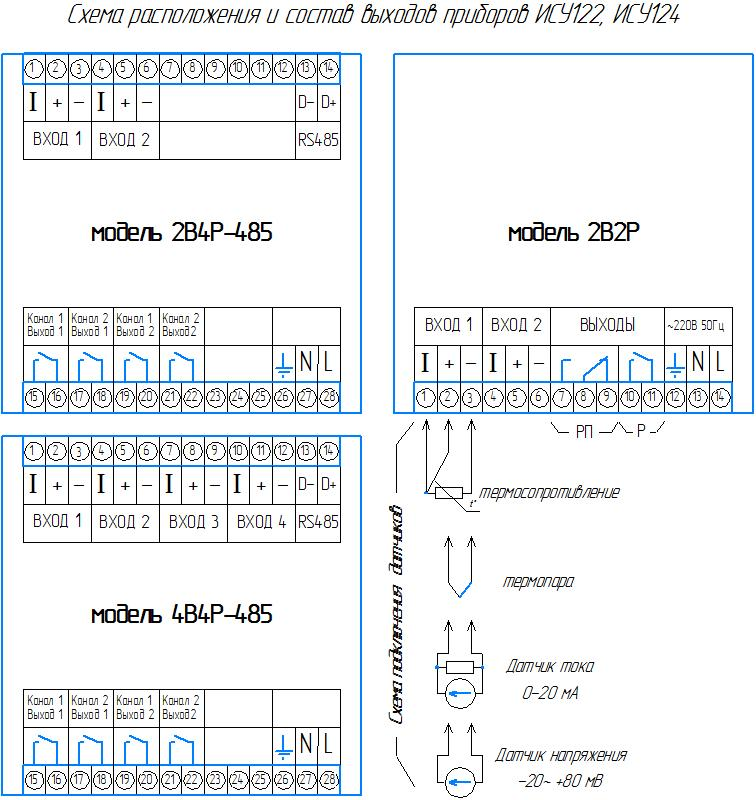 Схема расположения и состав выходов приборов ИСУ122, ИСУ124
1 2 3 4 5 6 7 8 9 10 11 12 13 14
I + – I + – D– D+
ВХОД 1 ВХОД 2 RS485
модель 2В4Р–485
Канал 1 Канал 2 Канал 1 Канал 2
Выход 1 Выход 1 Выход 2 Выход2
N L
15 16 17 18 19 20 21 22 23 24 25 26 27 28
модель 2В2Р
ВХОД 1 ВХОД 2 ВЫХОДЫ ~220В 50Гц
I + – I + – N L
1 2 3 4 5 6 7 8 9 10 11 12 13 14
РП Р
1 2 3 4 5 6 7 8 9 10 11 12 13 14
I + – I + – I + – I + – D– D+
ВХОД 1 ВХОД 2 ВХОД 3 ВХОД 4 RS485
модель 4В4Р–485
Канал 1 Канал 2 Канал 1 Канал 2
Выход 1 Выход 1 Выход 2 Выход2
N L
15 16 17 18 19 20 21 22 23 24 25 26 27 28
Схема подключения датчиков
термосопротивление
t°
термопара
Датчик тока
0–20 мА
Датчик напряжения
–20~ +80 мВ